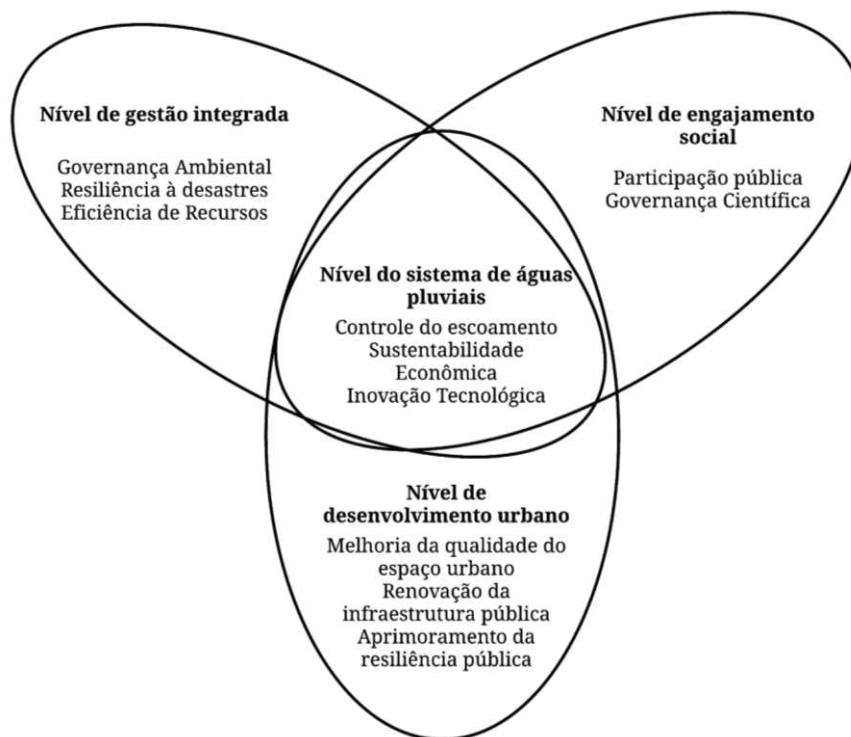 Nível de gestão integrada
Governança Ambiental
Resiliência à desastres
Eficiência de Recursos
Nível de engajamento
social
Participação pública
Governança Científica
Nível do sistema de águas
pluviais
Controle do escoamento
Sustentabilidade
Econômica
Inovação Tecnológica
Nível de
desenvolvimento urbano
Melhoria da qualidade do
espaço urbano
Renovação da
infraestrutura pública
Aprimoramento da
resiliência pública